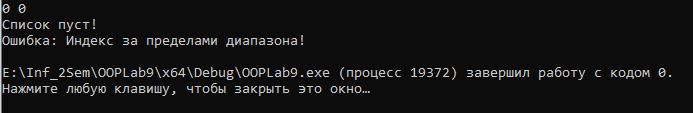 0 0
Список пуст!
Ошибка: Индекс за пределами диапазона!
E:\Inf_2Sem\OOPLab9\x64\Debug\OOPLab9.exe (процесс 19372) завершил работу с кодом 0.
Нажмите любую клавишу, чтобы закрыть это окно…